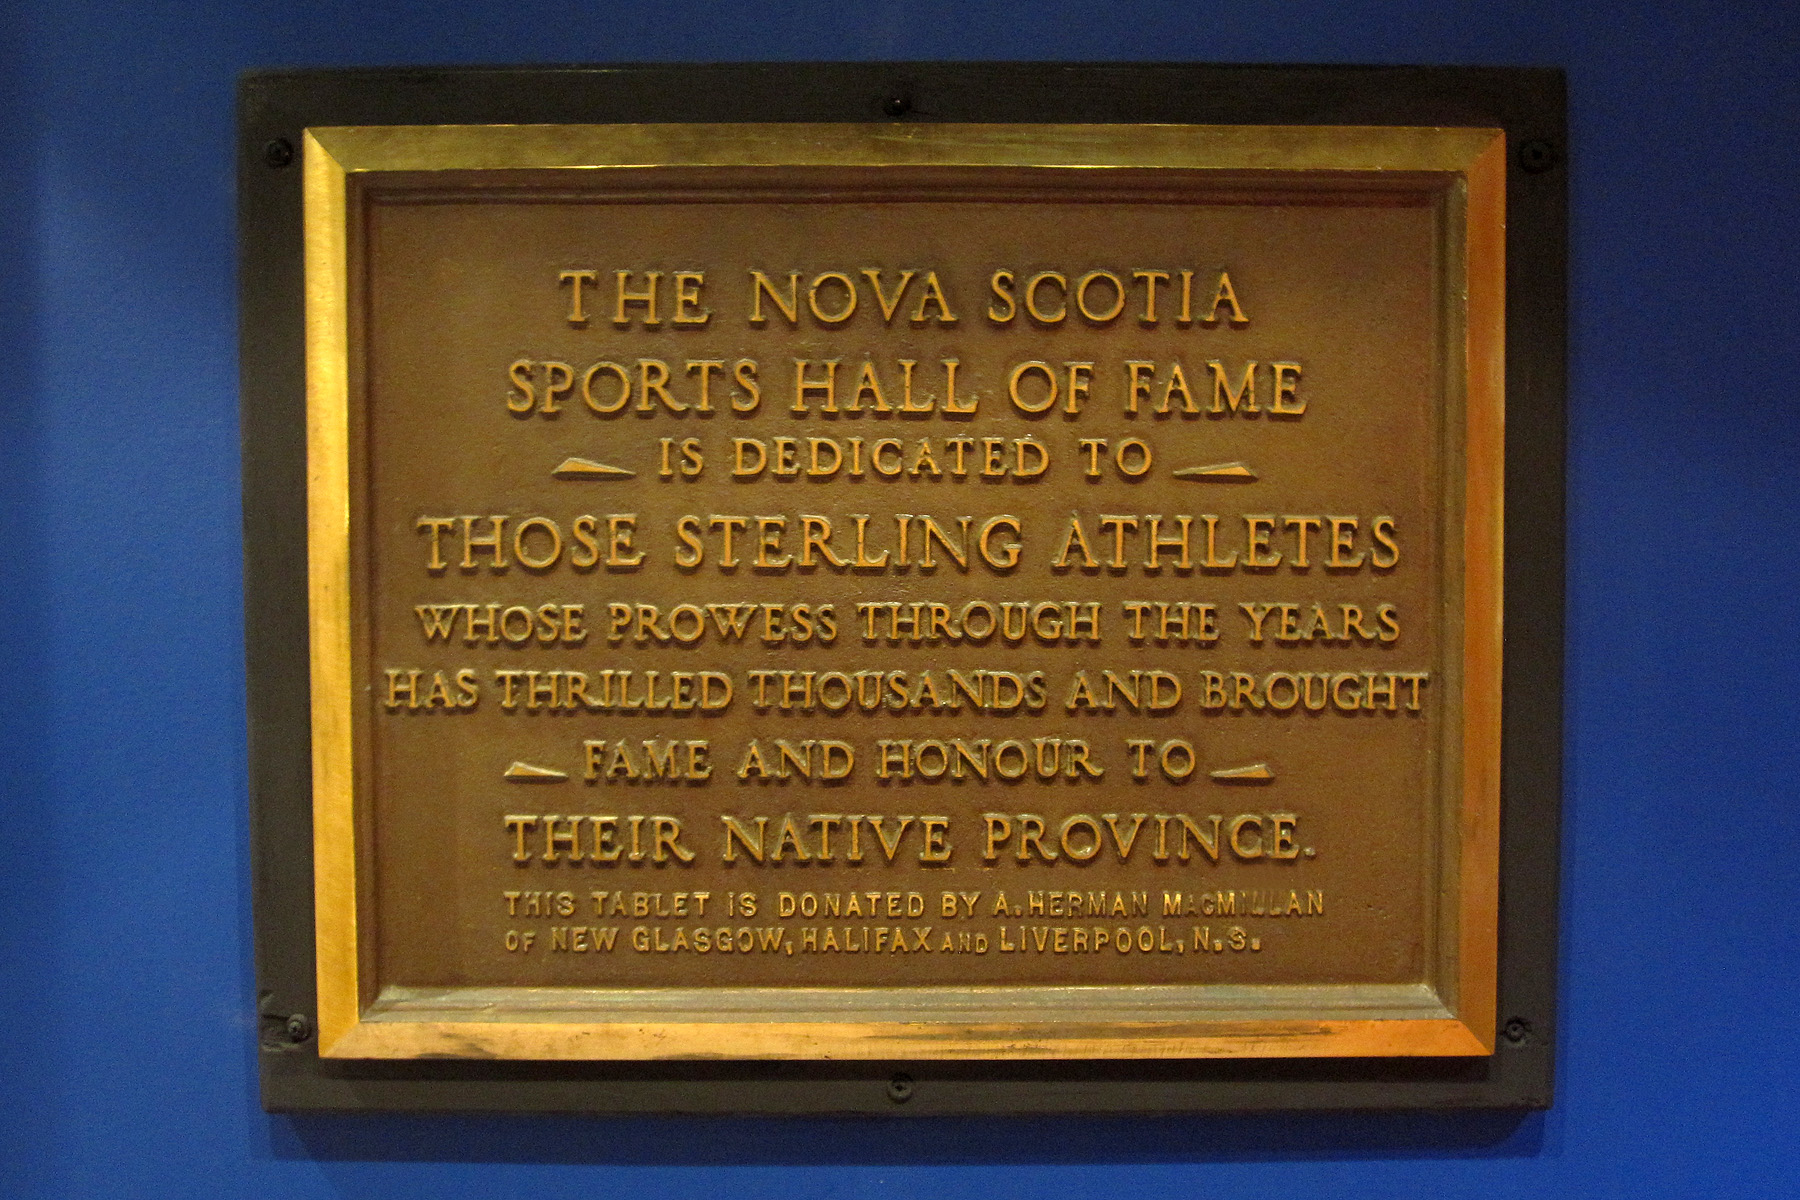 THE NOVA SCOTIA
SPORTS HALL OF FAME
IS DEDICATED TO
THOSE STERLING ATHLETES
WHOSE PROWESS THROUGH THE YEARS
HAS THRILLED THOUSANDS AND BROUGHT
FAME AND HONOUR TO
THEIR NATIVE PROVINCE.
THIS TABLET IS DONATED BY A. HERMAN MACMILLAN
OF NEW GLASGOW, HALIFAX AND LIVERPOOL, N.S.